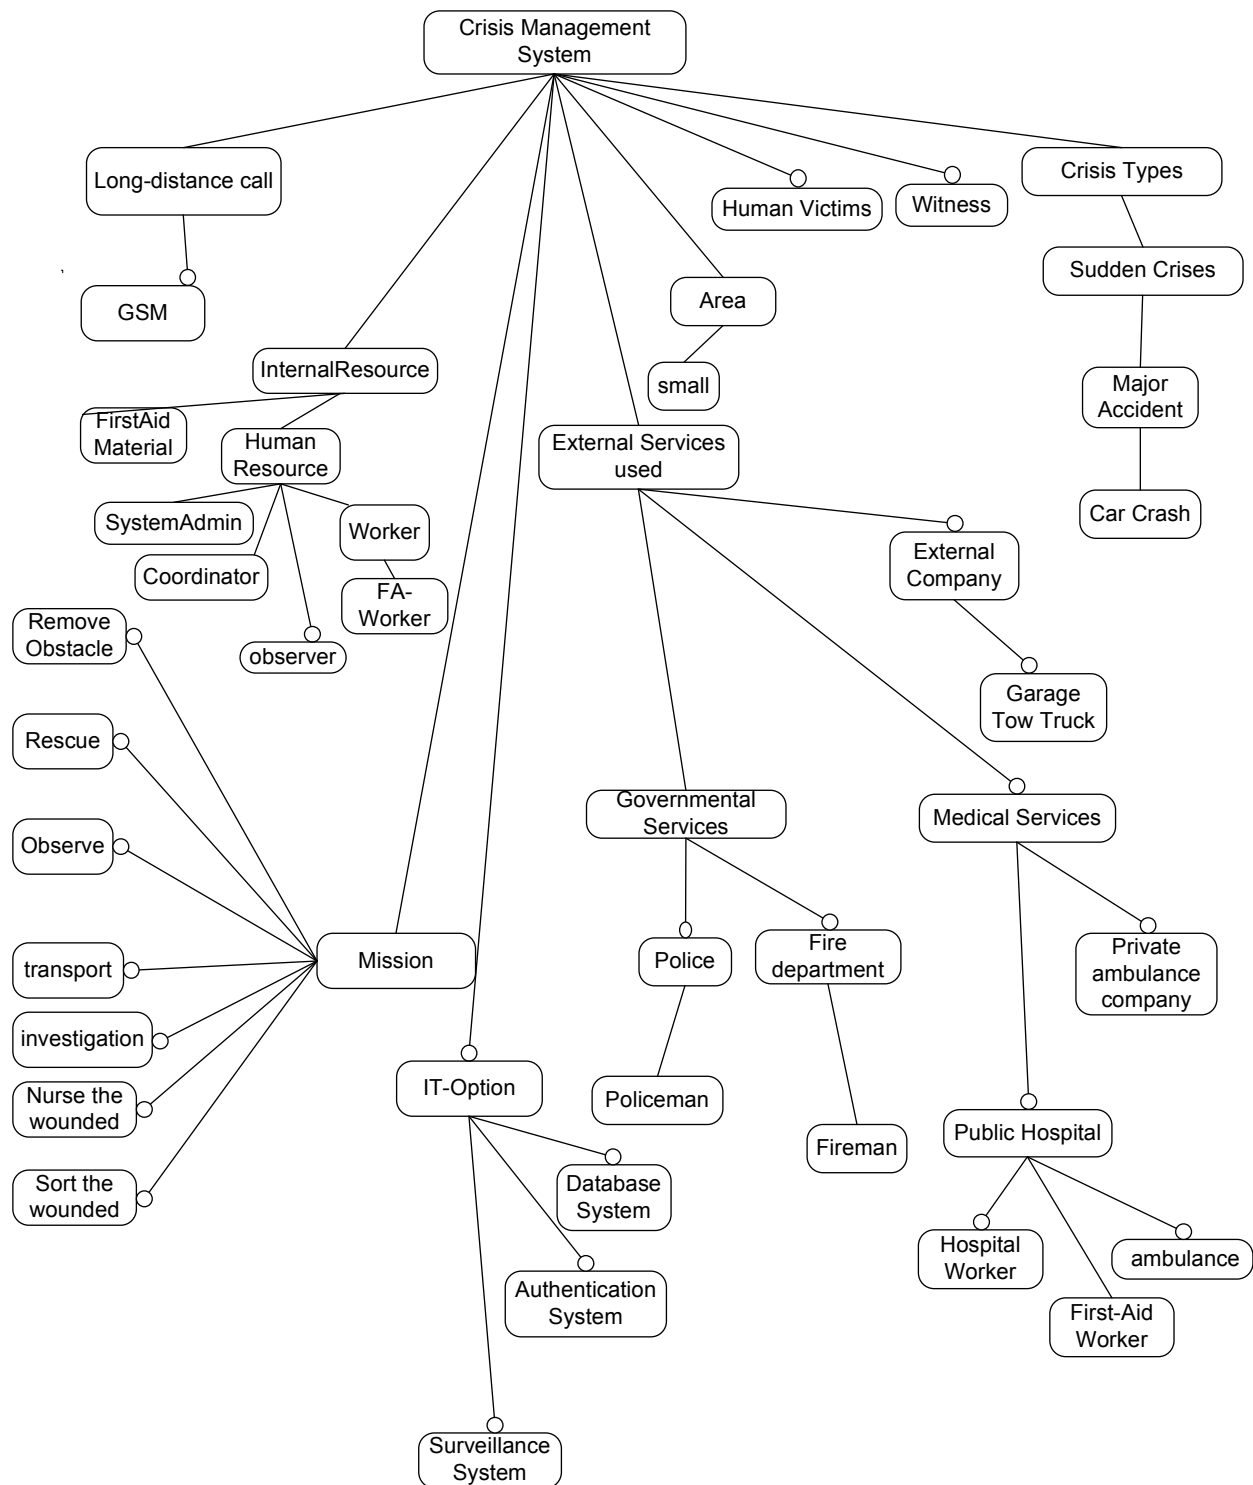 Crisis Management
System
Long-distance call
Human Victims
Witness
Crisis Types
Sudden Crises
,
GSM
Area
InternalResource
small
Major
Accident
FirstAid
Material
Human
Resource
External Services
used
SystemAdmin
Worker
Car Crash
Coordinator
External
Company
FA-
Worker
Remove
Obstacle
observer
Garage
Tow Truck
Rescue
Governmental
Services
Medical Services
Observe
Mission
Police
Fire
department
Private
ambulance
company
transport
investigation
IT-Option
Policeman
Nurse the
wounded
Public Hospital
Fireman
Sort the
wounded
Database
System
Hospital
Worker
ambulance
Authentication
System
First-Aid
Worker
Surveillance
System